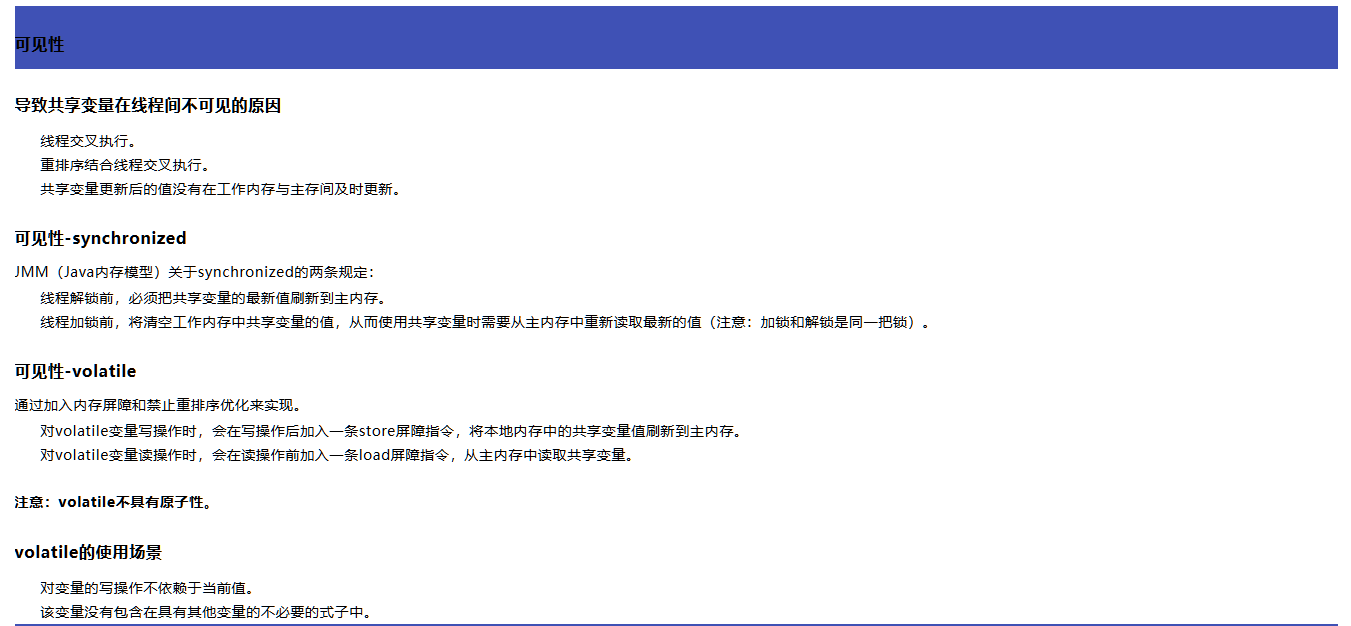 可见性
导致共享变量在线程间不可见的原因
线程交叉执行。
重排序结合线程交叉执行。
共享变量更新后的值没有在工作内存与主存间及时更新。
可见性-synchronized
JMM（Java内存模型）关于synchronized的两条规定：
线程解锁前，必须把共享变量的最新值刷新到主内存。
线程加锁前，将清空工作内存中共享变量的值，从而使用共享变量时需要从主内存中重新读取最新的值（注意：加锁和解锁是同一把锁）。
可见性-volatile
通过加入内存屏障和禁止重排序优化来实现。
对volatile变量写操作时，会在写操作后加入一条store屏障指令，将本地内存中的共享变量值刷新到主内存。
对volatile变量读操作时，会在读操作前加入一条load屏障指令，从主内存中读取共享变量。
注意：volatile不具有原子性。
volatile的使用场景
对变量的写操作不依赖于当前值。
该变量没有包含在具有其他变量的不必要的式子中。